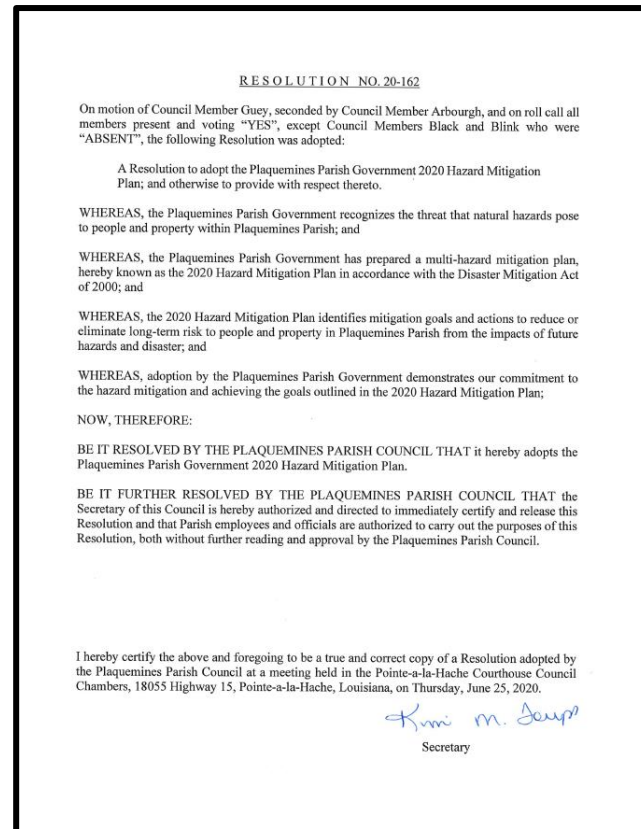 RESOLUTION NO. 20-162
On motion of Council Member Guey, seconded by Council Member Arbourgh, and on roll call all
members present and voting “YES”, except Council Members Black and Blink who were
“ABSENT”, the following Resolution was adopted:
A Resolution to adopt the Plaquemines Parish Government 2020 Hazard Mitigation
Plan; and otherwise to provide with respect thereto.
WHEREAS, the Plaquemines Parish Government recognizes the threat that natural hazards pose
to people and property within Plaquemines Parish; and
WHEREAS, the Plaquemines Parish Government has prepared a multi-hazard mitigation plan,
hereby known as the 2020 Hazard Mitigation Plan in accordance with the Disaster Mitigation Act
of 2000; and
WHEREAS, the 2020 Hazard Mitigation Plan identifies mitigation goals and actions to reduce or
eliminate long-term risk to people and property in Plaquemines Parish from the impacts of future
hazards and disaster; and
WHEREAS, adoption by the Plaquemines Parish Government demonstrates our commitment to
the hazard mitigation and achieving the goals outlined in the 2020 Hazard Mitigation Plan;
NOW, THEREFORE:
BE IT RESOLVED BY THE PLAQUEMINES PARISH COUNCIL THAT it hereby adopts the
Plaquemines Parish Government 2020 Hazard Mitigation Plan.
BE IT FURTHER RESOLVED BY THE PLAQUEMINES PARISH COUNCIL THAT the
Secretary of this Council is hereby authorized and directed to immediately certify and release this
Resolution and that Parish employees and officials are authorized to carry out the purposes of this
Resolution, both without further reading and approval by the Plaquemines Parish Council.
I hereby certify the above and foregoing to be a true and correct copy of a Resolution adopted by
the Plaquemines Parish Council at a meeting held in the Pointe-a-la-Hache Courthouse Council
Chambers, 18055 Highway 15, Pointe-a-la-Hache, Louisiana, on Thursday, June 25, 2020.
M.
Secretary